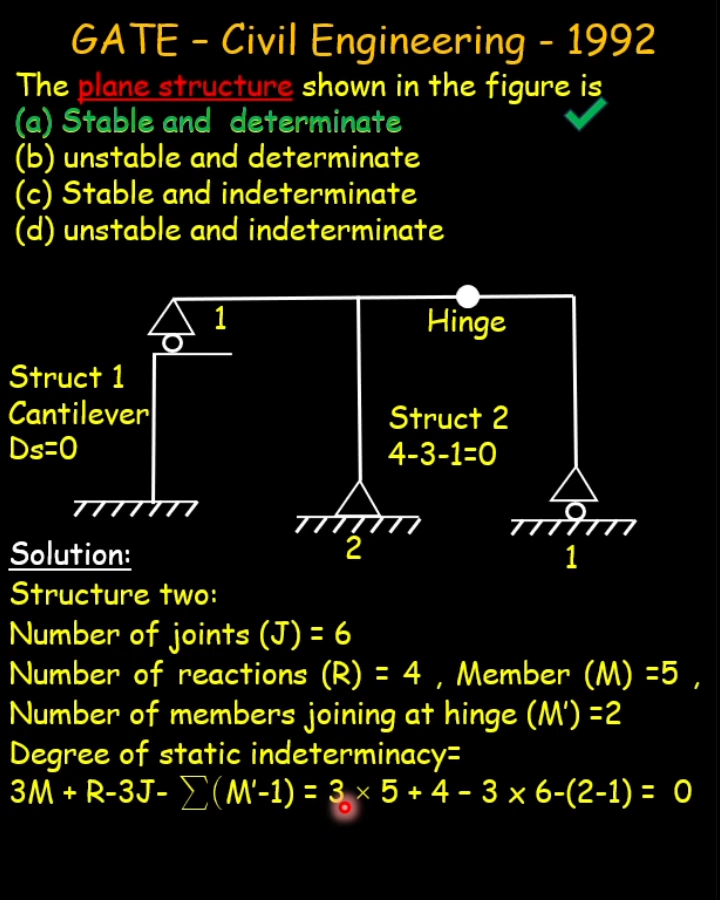 GATE – Civil Engineering - 1992
The plane structure shown in the figure is
(a) Stable and determinate
(b) unstable and determinate
(c) Stable and indeterminate
(d) unstable and indeterminate
1
Hinge
Struct 1
Cantilever
Ds=0
Struct 2
4-3-1=0
2
1
Solution:
Structure two:
Number of joints (J) = 6
Number of reactions (R) = 4 , Member (M) =5 ,
Number of members joining at hinge (M') =2
Degree of static indeterminacy=
3M + R-3J- ∑(M'-1) = 3 × 5 + 4 – 3 x 6-(2-1) = 0